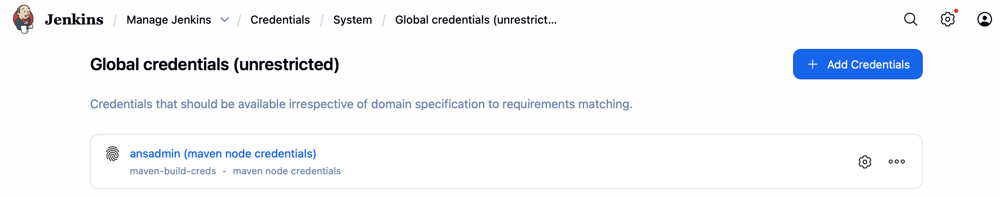 Jenkins / Manage Jenkins / Credentials / System / Global credentials (unrestrict...
Global credentials (unrestricted)
+ Add Credentials
Credentials that should be available irrespective of domain specification to requirements matching.
ansadmin (maven node credentials)
maven-build-creds - maven node credentials